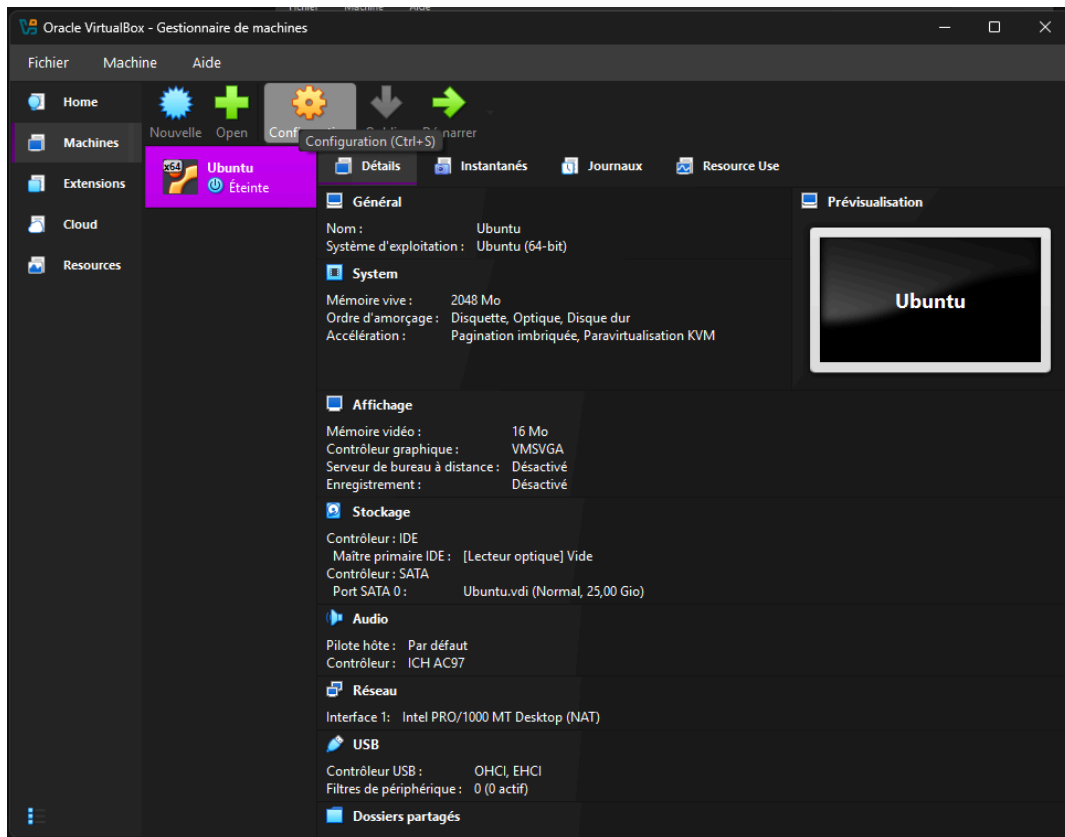 Oracle VirtualBox - Gestionnaire de machines
Fichier Machine Aide
Home
Machines
Extensions
Cloud
Resources
Nouvelle Open
Configuration (Ctrl+S)
x64
Ubuntu
Éteinte
Détails Instantanés Journaux Resource Use
Général
Nom : Ubuntu
Système d'exploitation : Ubuntu (64-bit)
System
Mémoire vive : 2048 Mo
Ordre d'amorçage : Disquette, Optique, Disque dur
Accélération : Pagination imbriquée, Paravirtualisation KVM
Prévisualisation
Ubuntu
Affichage
Mémoire vidéo : 16 Mo
Contrôleur graphique : VMSVGA
Serveur de bureau à distance : Désactivé
Enregistrement : Désactivé
Stockage
Contrôleur : IDE
Maître primaire IDE : [Lecteur optique] Vide
Contrôleur : SATA
Port SATA 0 : Ubuntu.vdi (Normal, 25,00 Gio)
Audio
Pilote hôte : Par défaut
Contrôleur : ICH AC97
Réseau
Interface 1: Intel PRO/1000 MT Desktop (NAT)
USB
Contrôleur USB : OHCI, EHCI
Filtres de périphérique : 0 (0 actif)
Dossiers partagés